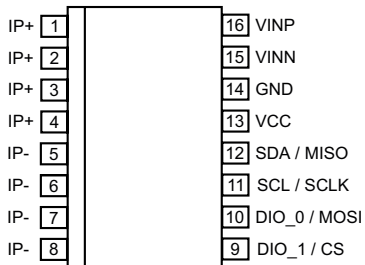 IP+ 1 16 VINP
IP+ 2 15 VINN
IP+ 3 14 GND
IP+ 4 13 VCC
IP- 5 12 SDA / MISO
IP- 6 11 SCL / SCLK
IP- 7 10 DIO_0 / MOSI
IP- 8 9 DIO_1 / CS